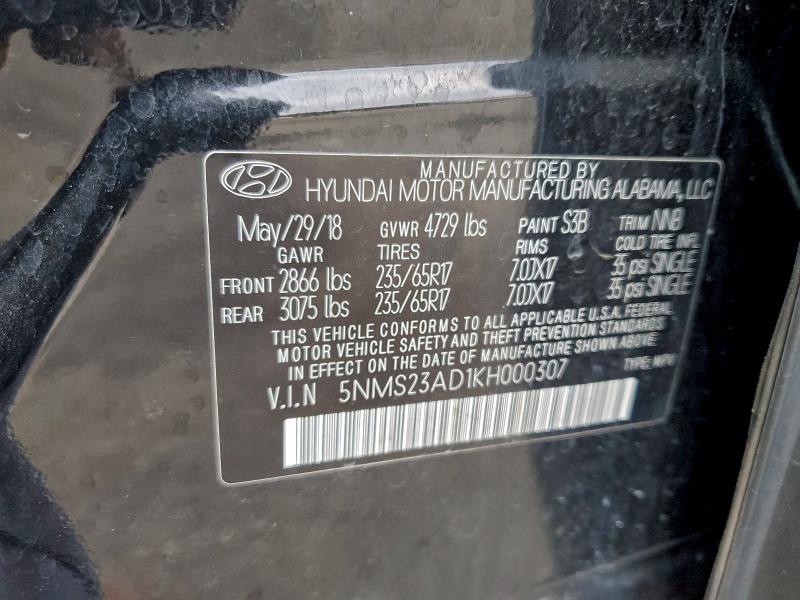 MANUFACTURED BY
HYUNDAI MOTOR MANUFACTURING ALABAMA, LLC
May/29/18 GVWR 4729 lbs PAINT S3B TRIM NNB
GAWR TIRES RIMS COLD TIRE INFL
FRONT 2866 lbs 235/65R17 7.0JX17 35 psi SINGLE
REAR 3075 lbs 235/65R17 7.0JX17 35 psi SINGLE
THIS VEHICLE CONFORMS TO ALL APPLICABLE U.S.A. FEDERAL
MOTOR VEHICLE SAFETY AND THEFT PREVENTION STANDARDS
IN EFFECT ON THE DATE OF MANUFACTURE SHOWN ABOVE
V.I.N 5NMS23AD1KH000307 TYPE: MPV